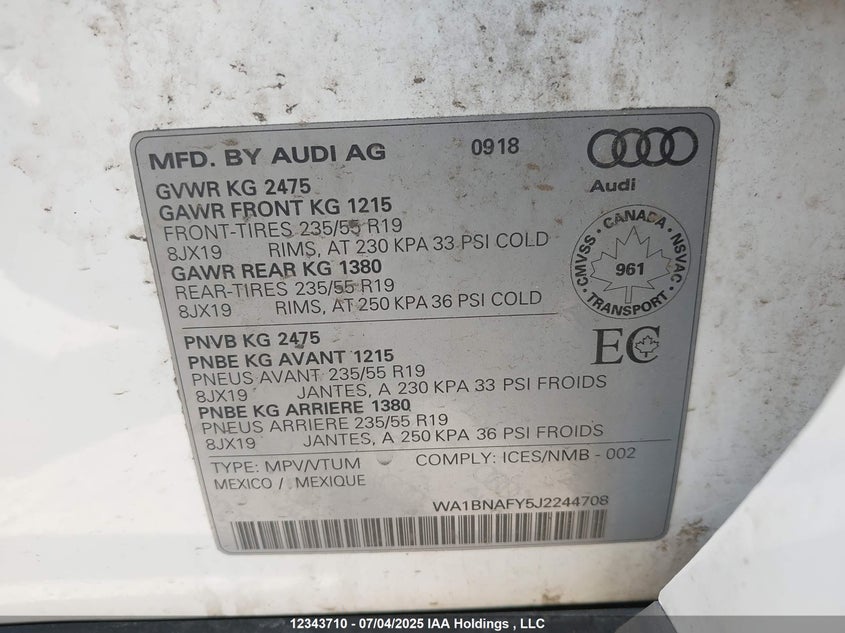 MFD. BY AUDI AG 0918
Audi
GVWR KG 2475
GAWR FRONT KG 1215
FRONT-TIRES 235/55 R19
8JX19 RIMS, AT 230 KPA 33 PSI COLD
GAWR REAR KG 1380
REAR-TIRES 235/55 R19
8JX19 RIMS, AT 250 KPA 36 PSI COLD
CMVSS - CANADA - NSVAC - TRANSPORT -
961
PNVB KG 2475
PNBE KG AVANT 1215
PNEUS AVANT 235/55 R19
8JX19 JANTES, A 230 KPA 33 PSI FROIDS
PNBE KG ARRIERE 1380
PNEUS ARRIERE 235/55 R19
8JX19 JANTES, A 250 KPA 36 PSI FROIDS
EC
TYPE: MPV/VTUM COMPLY: ICES/NMB - 002
MEXICO / MEXIQUE
WA1BNAFY5J2244708
12343710 - 07/04/2025 IAA Holdings , LLC